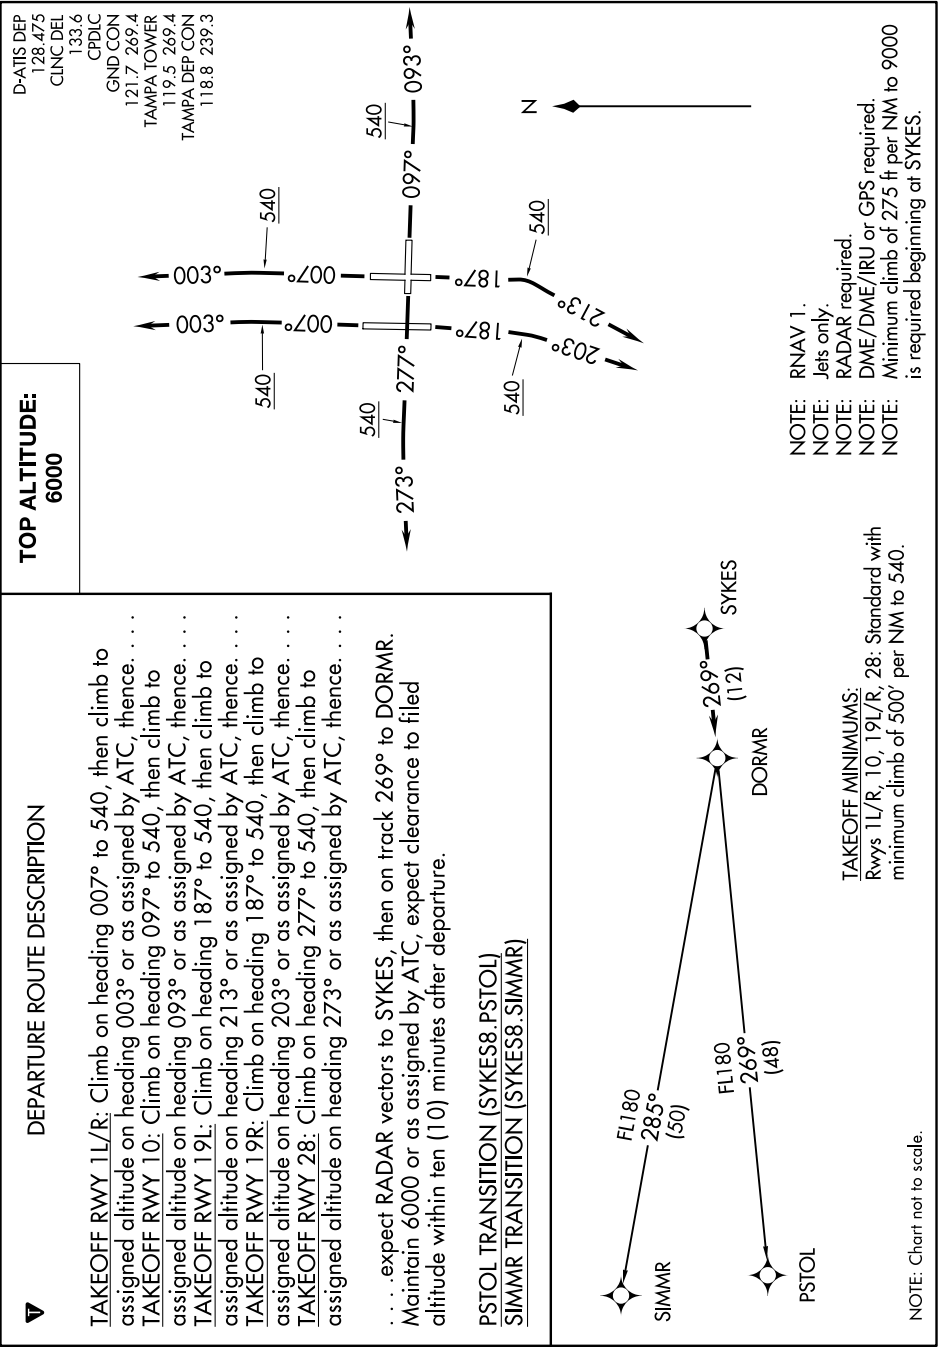 DEPARTURE ROUTE DESCRIPTION
TAKEOFF RWY 1L/R: Climb on heading 007° to 540, then climb to
assigned altitude on heading 003° or as assigned by ATC, thence. . . .
TAKEOFF RWY 10: Climb on heading 097° to 540, then climb to
assigned altitude on heading 093° or as assigned by ATC, thence. . . .
TAKEOFF RWY 19L: Climb on heading 187° to 540, then climb to
assigned altitude on heading 213° or as assigned by ATC, thence. . . .
TAKEOFF RWY 19R: Climb on heading 187° to 540, then climb to
assigned altitude on heading 203° or as assigned by ATC, thence. . . .
TAKEOFF RWY 28: Climb on heading 277° to 540, then climb to
assigned altitude on heading 273° or as assigned by ATC, thence. . . .
. . . .expect RADAR vectors to SYKES, then on track 269° to DORMR.
Maintain 6000 or as assigned by ATC, expect clearance to filed
altitude within ten (10) minutes after departure.
PSTOL TRANSITION (SYKES8.PSTOL)
SIMMR TRANSITION (SYKES8.SIMMR)
TOP ALTITUDE:
6000
D-ATIS DEP
128.475
CLNC DEL
133.6
CPDLC
GND CON
121.7 269.4
TAMPA TOWER
119.5 269.4
TAMPA DEP CON
118.8 239.3
003°
003°
540
540
007°
007°
273°
540
277°
097°
540
093°
187°
187°
540
540
203°
213°
N
SYKES
269°
(12)
DORMR
FL180
285°
(50)
SIMMR
FL180
269°
(48)
PSTOL
NOTE: RNAV 1.
NOTE: Jets only.
NOTE: RADAR required.
NOTE: DME/DME/IRU or GPS required.
NOTE: Minimum climb of 275 ft per NM to 9000
is required beginning at SYKES.
TAKEOFF MINIMUMS:
Rwys 1L/R, 10, 19L/R, 28: Standard with
minimum climb of 500' per NM to 540.
NOTE: Chart not to scale.